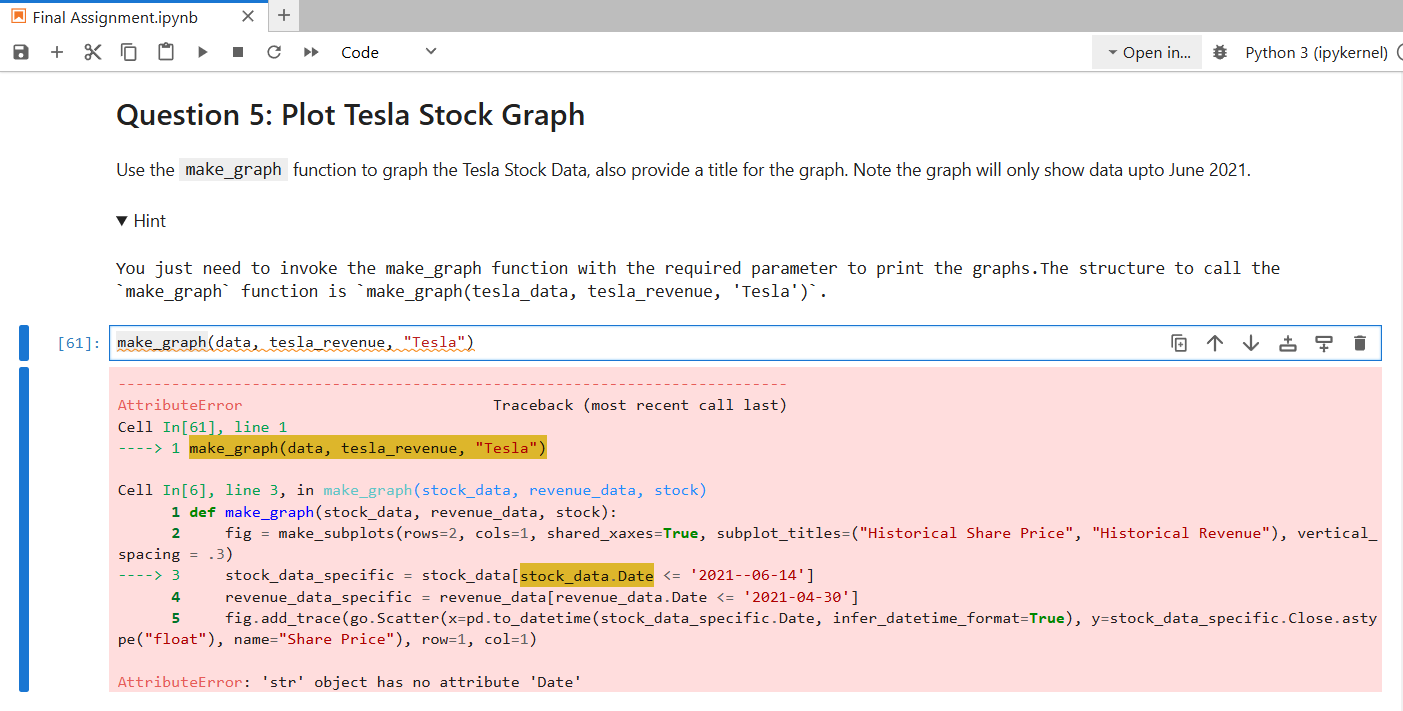 Final Assignment.ipynb
Code
Open in...
Python 3 (ipykernel)
Question 5: Plot Tesla Stock Graph
Use the make_graph function to graph the Tesla Stock Data, also provide a title for the graph. Note the graph will only show data upto June 2021.
Hint
You just need to invoke the make_graph function with the required parameter to print the graphs.The structure to call the
`make_graph` function is `make_graph(tesla_data, tesla_revenue, 'Tesla')`.
[61]: make_graph(data, tesla_revenue, "Tesla")
---------------------------------------------------------------------------
AttributeError                            Traceback (most recent call last)
Cell In[61], line 1
----> 1 make_graph(data, tesla_revenue, "Tesla")
Cell In[6], line 3, in make_graph(stock_data, revenue_data, stock)
      1 def make_graph(stock_data, revenue_data, stock):
      2     fig = make_subplots(rows=2, cols=1, shared_xaxes=True, subplot_titles=("Historical Share Price", "Historical Revenue"), vertical_
spacing = .3)
----> 3     stock_data_specific = stock_data[stock_data.Date <= '2021--06-14']
      4     revenue_data_specific = revenue_data[revenue_data.Date <= '2021-04-30']
      5     fig.add_trace(go.Scatter(x=pd.to_datetime(stock_data_specific.Date, infer_datetime_format=True), y=stock_data_specific.Close.asty
pe("float"), name="Share Price"), row=1, col=1)
AttributeError: 'str' object has no attribute 'Date'